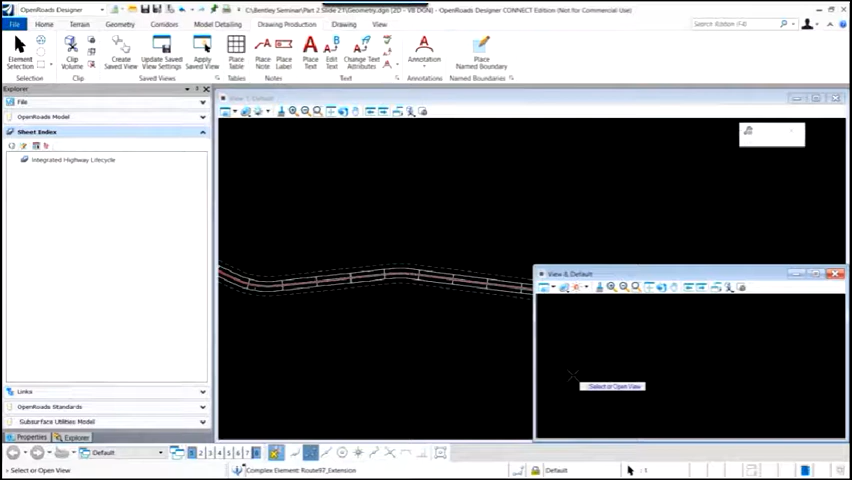 OpenRoads Designer C:\Bentley Seminar\Part 2 Slide 21\Geometry.dgn [2D - V8 DGN] - OpenRoads Designer CONNECT Edition (Not for Commercial Use)
File Home Terrain Geometry Corridors Model Detailing Drawing Production Drawing View Search Ribbon (F4)
Element Selection
Clip Volume
Create Saved View
Update Saved View Settings
Apply Saved View
Place Table
Place Note
Place Label
Place Text
Edit Text
Change Text Attributes
Annotation
Place Named Boundary
Selection Clip Saved Views Tables Notes Text Annotations Named Boundaries
Explorer
File
OpenRoads Model
Sheet Index
Integrated Highway Lifecycle
Links
OpenRoads Standards
Subsurface Utilities Model
Properties Explorer
View 1, Default
View 8, Default
Select or Open View
Default 1 2 3 4 5 6 7 8
> Select or Open View Complex Element: Route97_Extension Default : 1